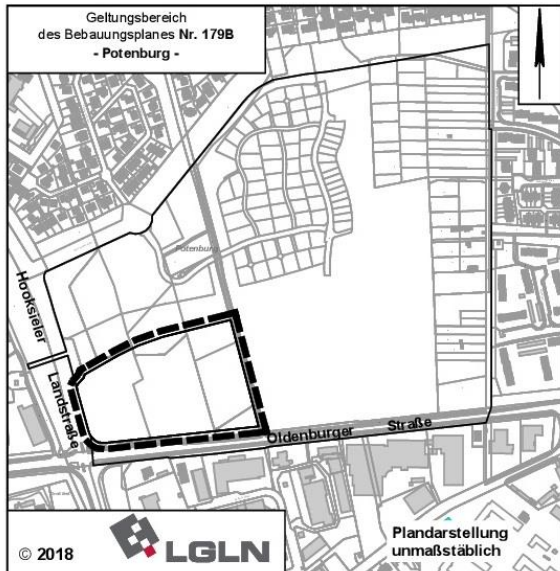 Geltungsbereich
des Bebauungsplanes Nr. 179B
- Potenburg -
Potenburg
Hooksieler
Landstraße
Oldenburger Straße
Plandarstellung
unmaßstäblich
© 2018
LGLN